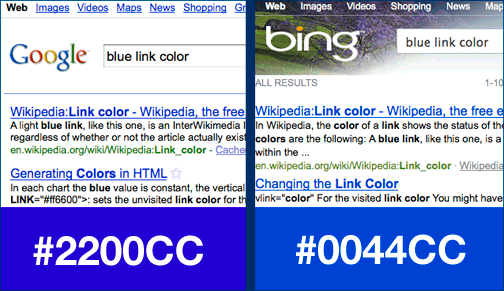 Web Images Videos Maps News Shopping
Google blue link color
Wikipedia:Link color - Wikipedia, the free
A light blue link, like this one, is an InterWikimedia
regardless of whether or not the article actually exist
en.wikipedia.org/wiki/Wikipedia:Link_color - Cached
Generating Colors in HTML
In each chart the blue value is constant, the vertical
LINK="#ff6600">: sets the unvisited link color for th
#2200CC
Web Images Videos Shopping News Maps
bing blue link color
ALL RESULTS 1-10
Wikipedia:Link color - Wikipedia, the free e
In Wikipedia, the color of a link shows the status of the
colors are the following: A blue link, like this one, is a
within the ...
en.wikipedia.org/wiki/Wikipedia:Link_color · Wikipedia
Changing the Link Color
vlink="color" For the visited link color You might have
#0044CC